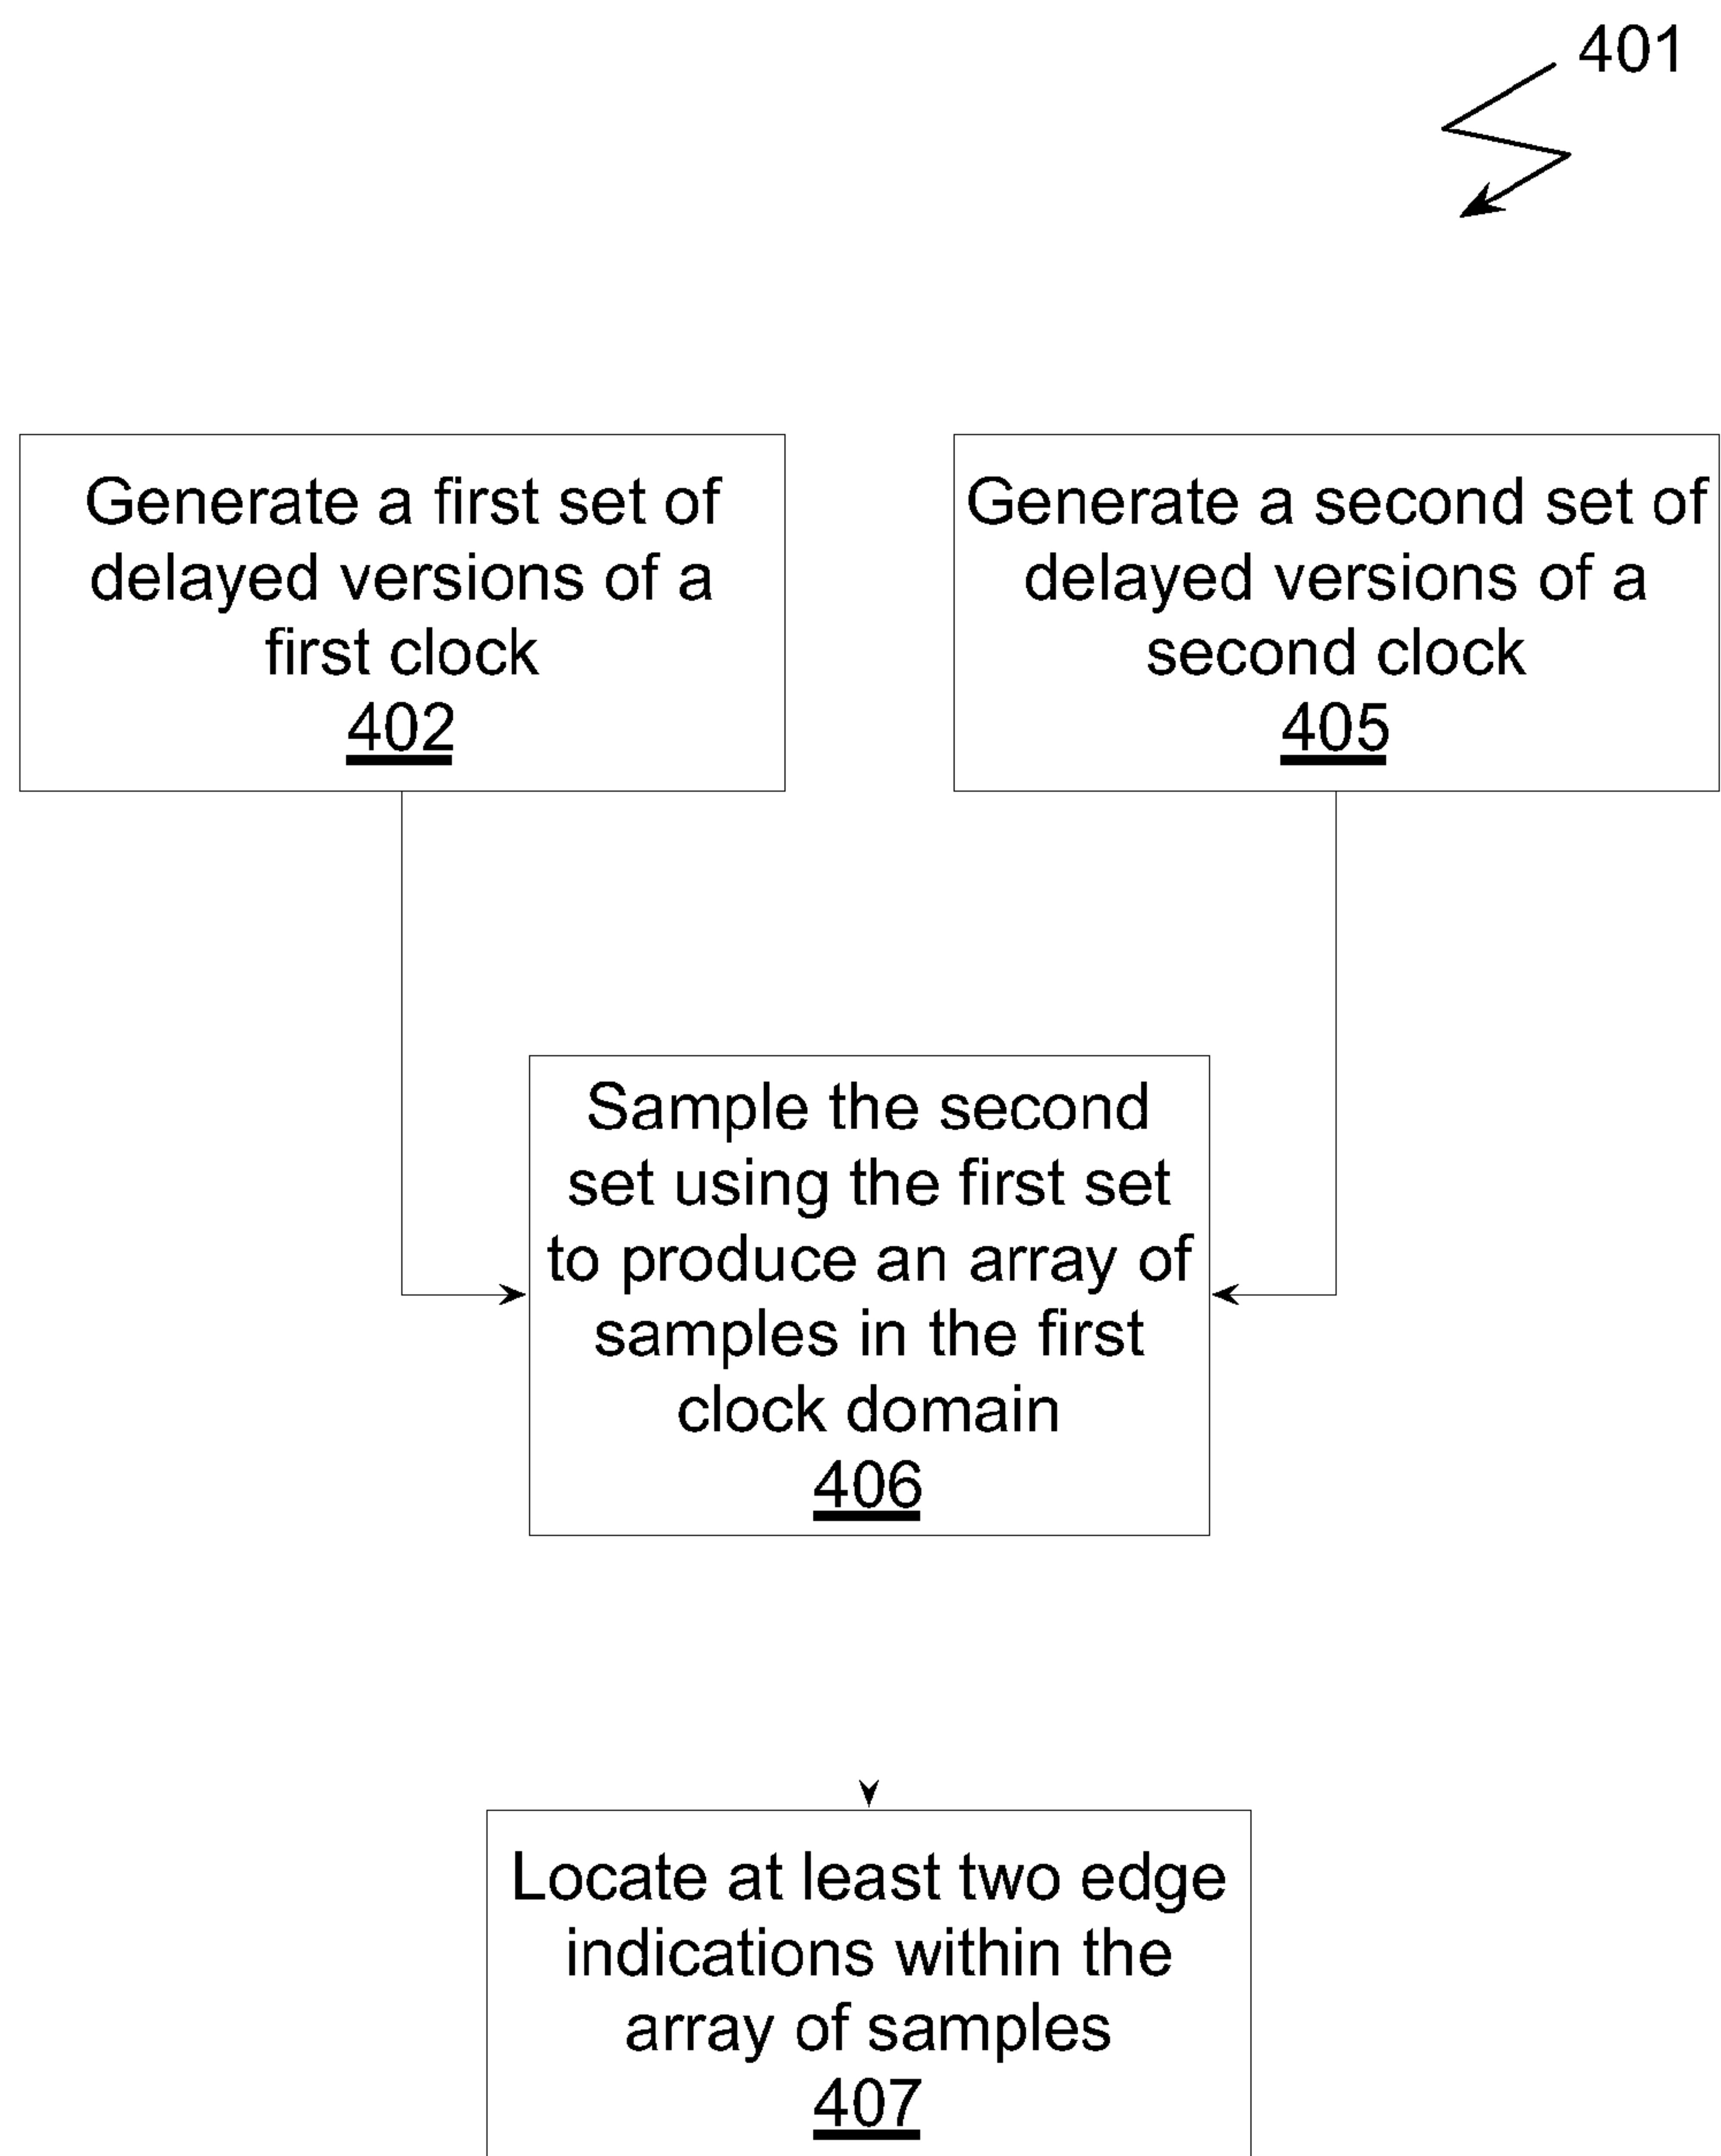 401
Generate a first set of
delayed versions of a
first clock
402
Generate a second set of
delayed versions of a
second clock
405
Sample the second
set using the first set
to produce an array of
samples in the first
clock domain
406
Locate at least two edge
indications within the
array of samples
407